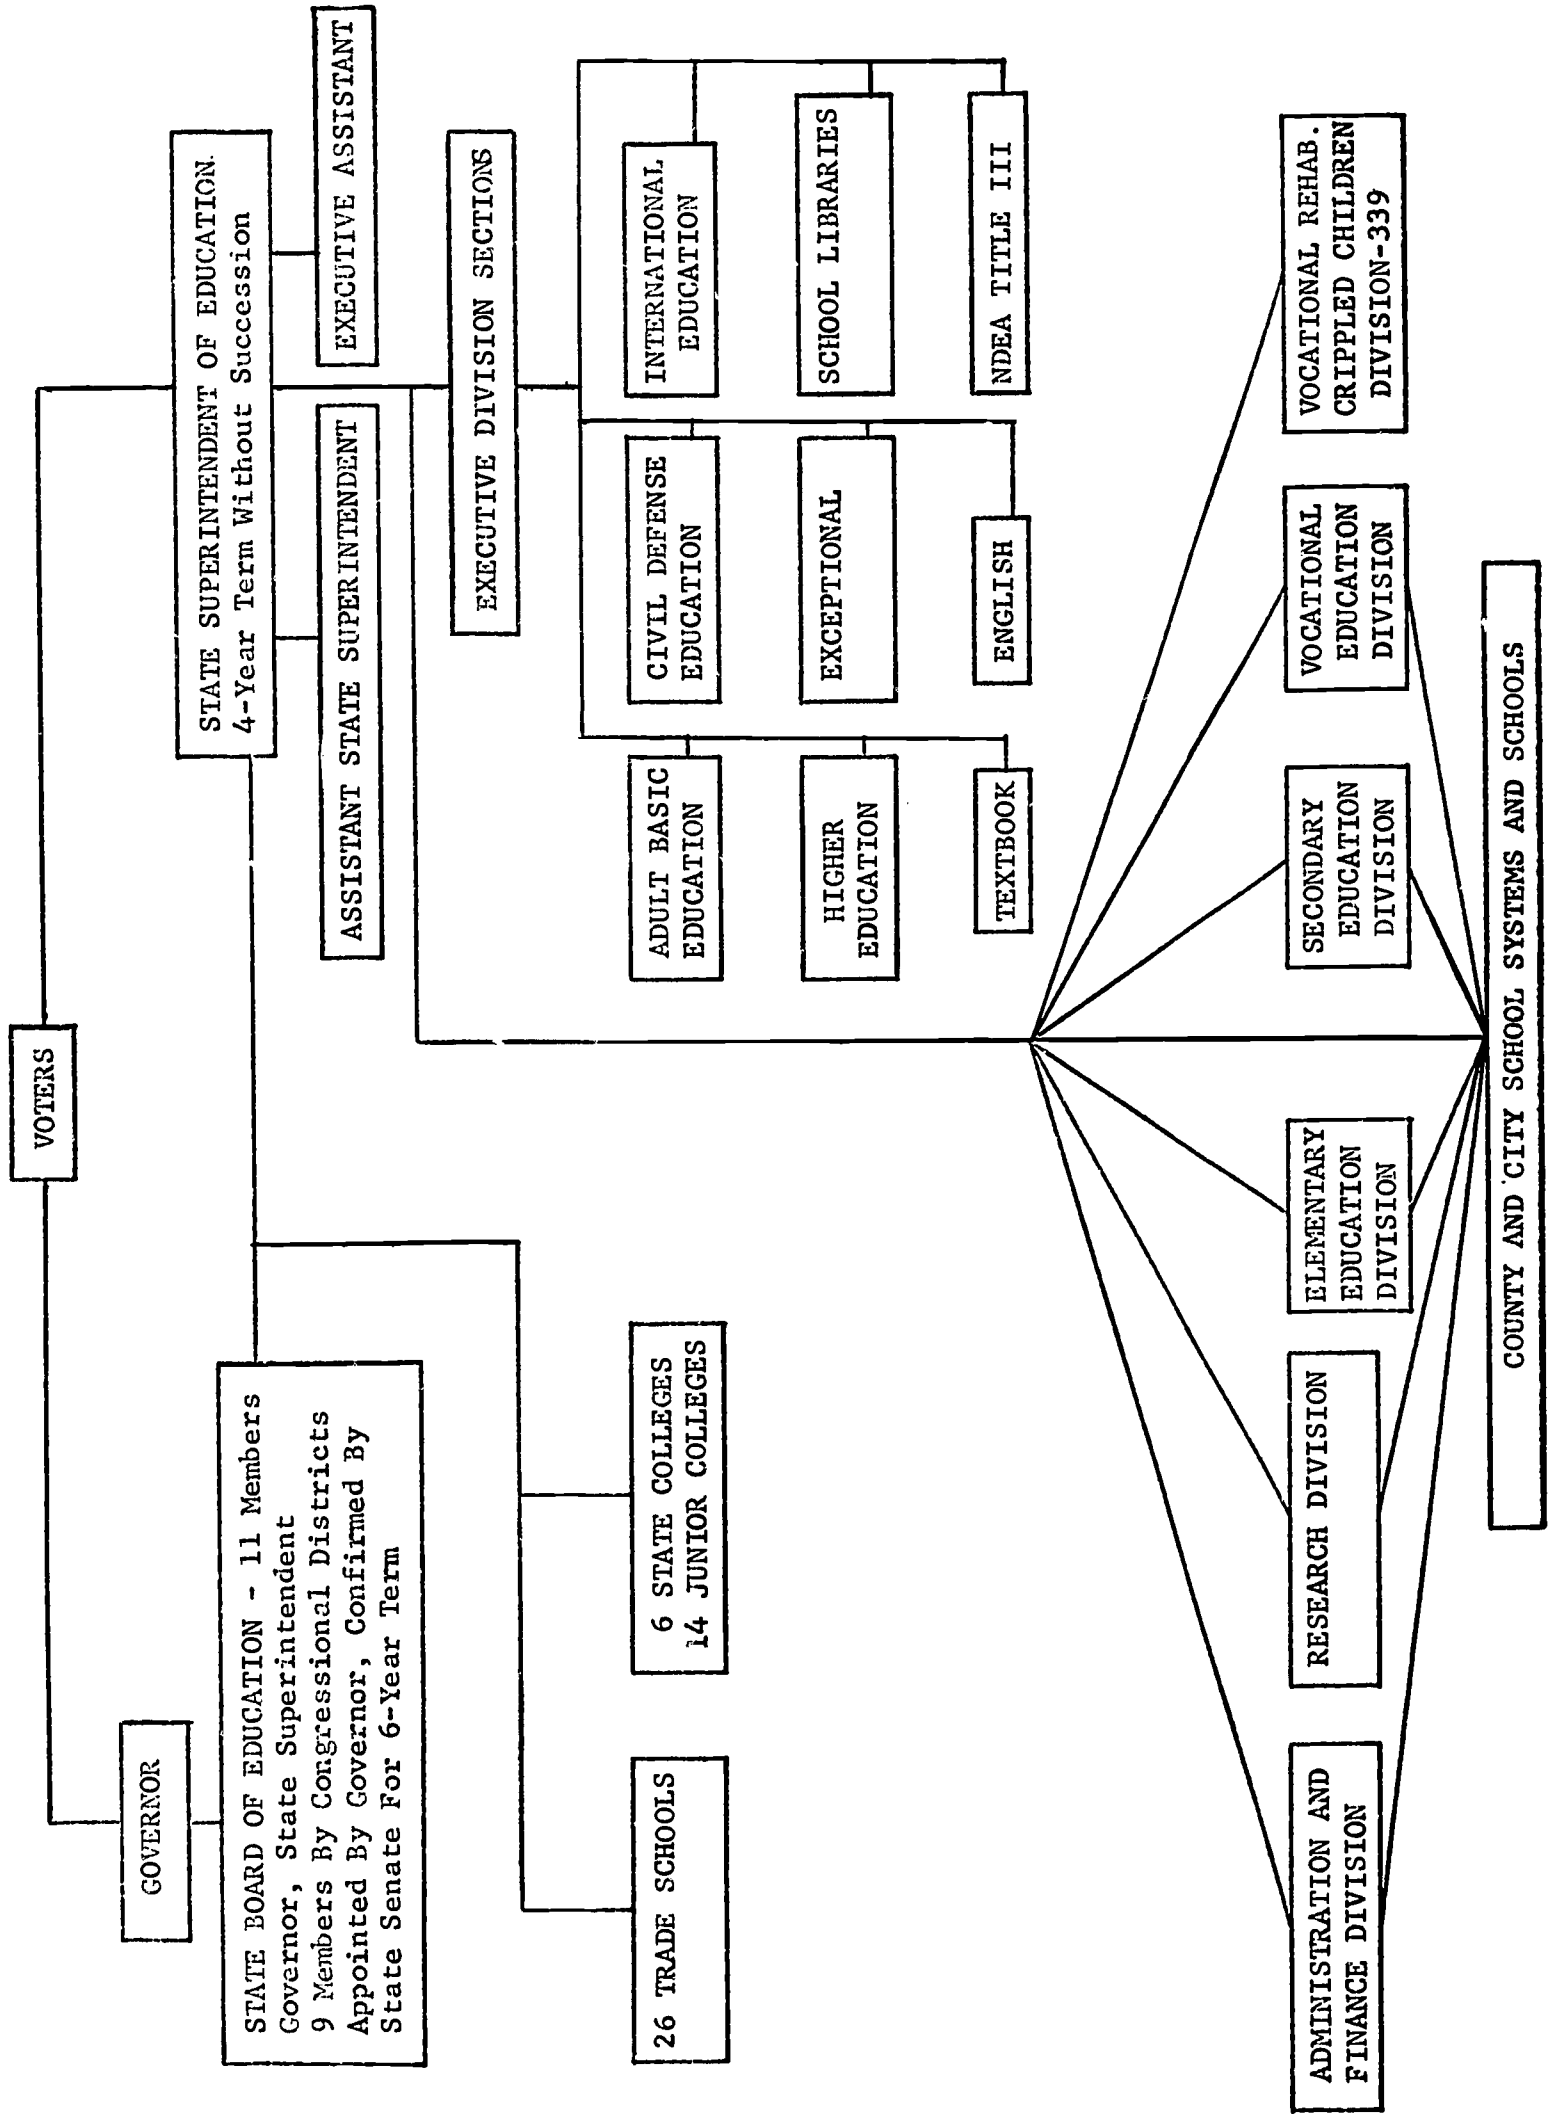 VOTERS
GOVERNOR
STATE BOARD OF EDUCATION - 11 Members
Governor, State Superintendent
9 Members By Congressional Districts
Appointed By Governor, Confirmed By
State Senate For 6-Year Term
STATE SUPERINTENDENT OF EDUCATION.
4-Year Term Without Succession
ASSISTANT STATE SUPERINTENDENT
EXECUTIVE ASSISTANT
EXECUTIVE DIVISION SECTIONS
26 TRADE SCHOOLS
6 STATE COLLEGES
14 JUNIOR COLLEGES
ADULT BASIC
EDUCATION
CIVIL DEFENSE
EDUCATION
INTERNATIONAL
EDUCATION
HIGHER
EDUCATION
EXCEPTIONAL
SCHOOL LIBRARIES
TEXTBOOK
ENGLISH
NDEA TITLE III
ADMINISTRATION AND
FINANCE DIVISION
RESEARCH DIVISION
ELEMENTARY
EDUCATION
DIVISION
SECONDARY
EDUCATION
DIVISION
VOCATIONAL
EDUCATION
DIVISION
VOCATIONAL REHAB.
CRIPPLED CHILDREN
DIVISION-339
COUNTY AND CITY SCHOOL SYSTEMS AND SCHOOLS